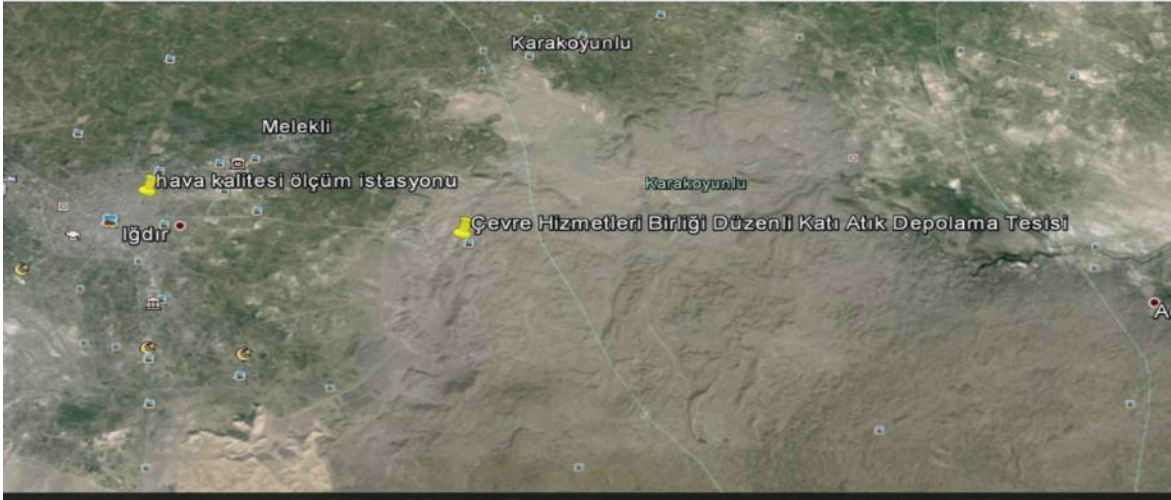 Karakoyunlu
Melekli
hava kalitesi ölçüm istasyonu
Karakoyunlu
Çevre Hizmetleri Birliği Düzenli Katı Atık Depolama Tesisi
Iğdır